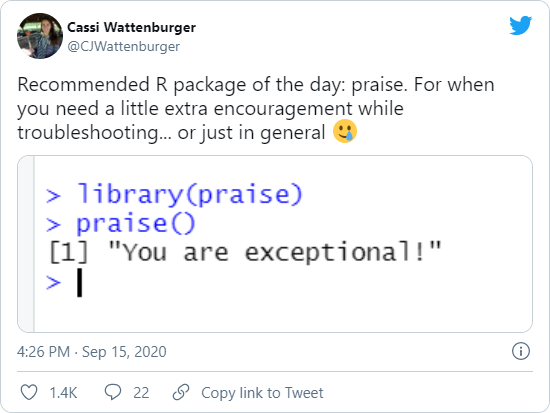 Cassi Wattenburger
@CJWattenburger
Recommended R package of the day: praise. For when
you need a little extra encouragement while
troubleshooting... or just in general 🥲
> library(praise)
> praise()
[1] "You are exceptional!"
>
4:26 PM · Sep 15, 2020
1.4K 22 Copy link to Tweet